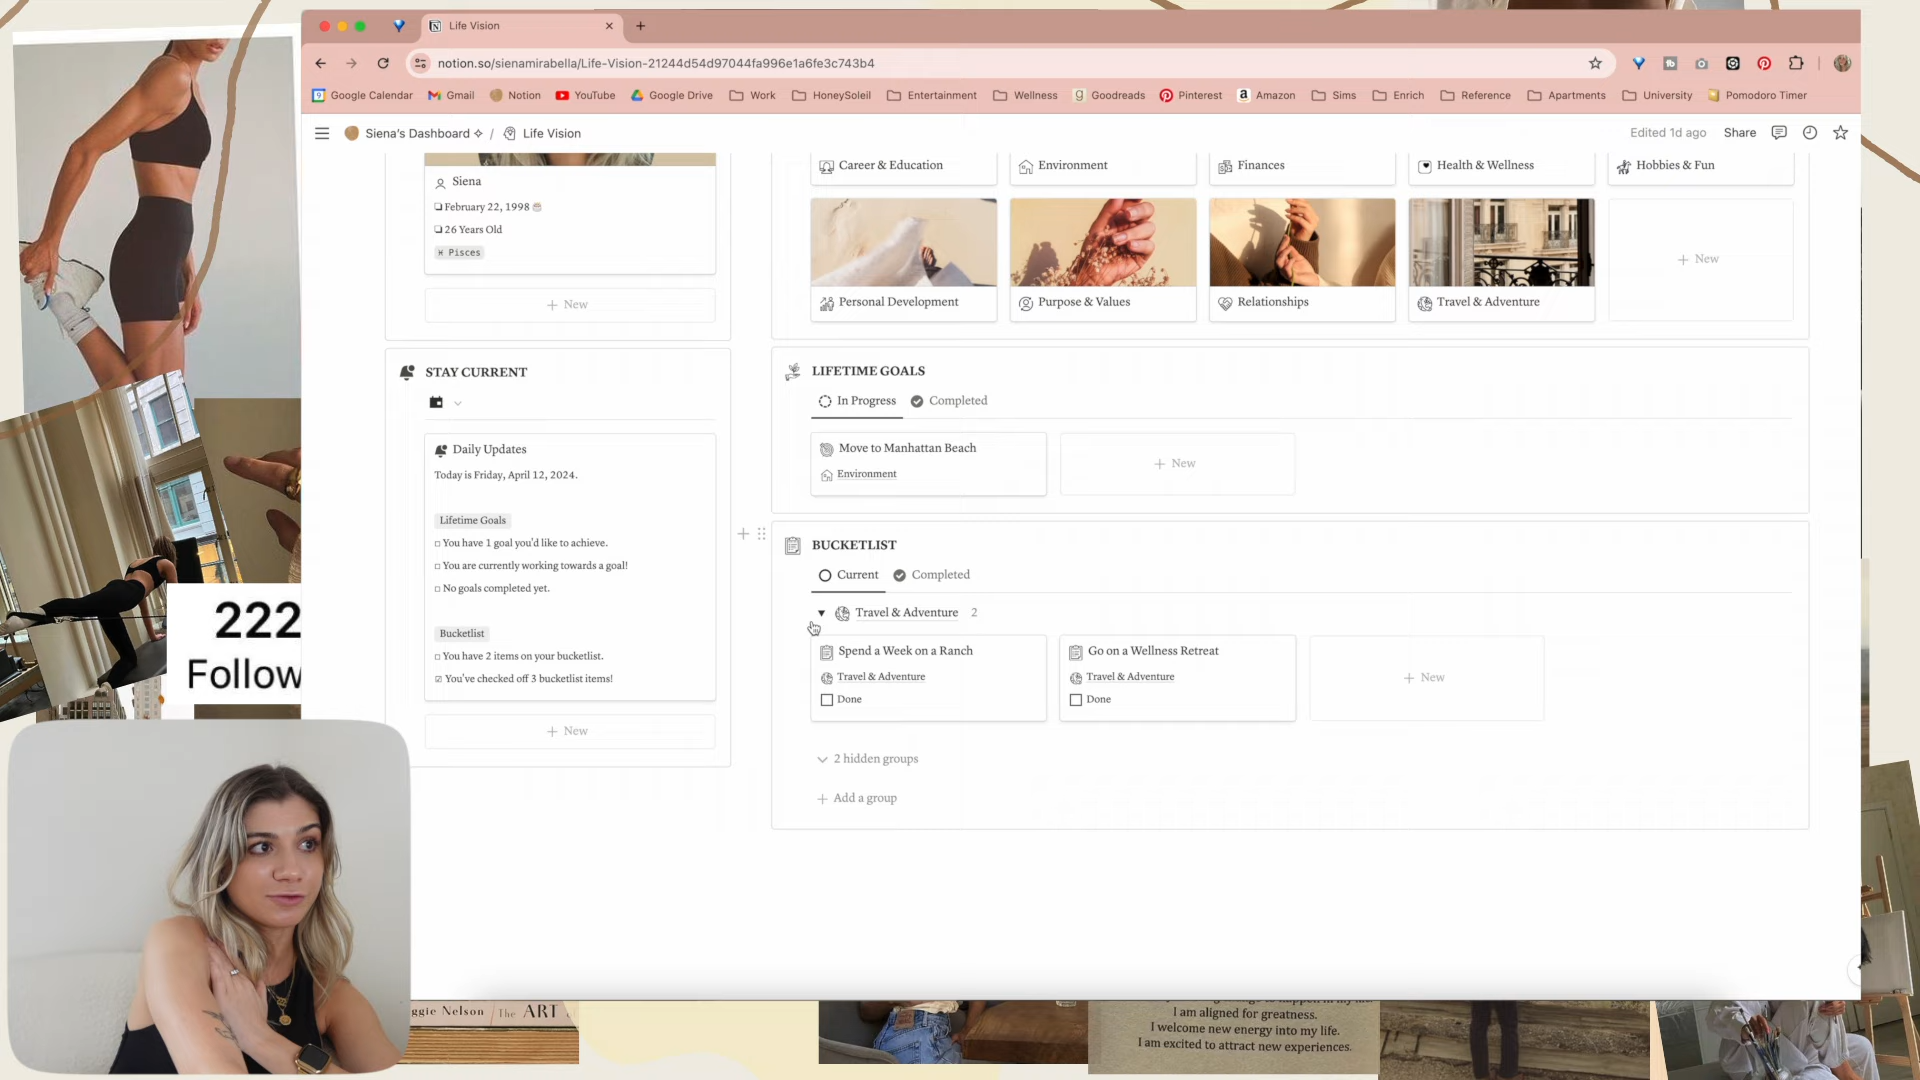 Life Vision
notion.so/sienamirabella/Life-Vision-21244d54d97044fa996e1a6fe3c743b4
Google Calendar Gmail Notion YouTube Google Drive Work HoneySoleil Entertainment Wellness Goodreads Pinterest Amazon Sims Enrich Reference Apartments University Pomodoro Timer
Siena's Dashboard ✧ / Life Vision
Edited 1d ago Share
Siena
February 22, 1998
26 Years Old
Pisces
+ New
Career & Education
Environment
Finances
Health & Wellness
Hobbies & Fun
Personal Development
Purpose & Values
Relationships
Travel & Adventure
+ New
STAY CURRENT
Daily Updates
Today is Friday, April 12, 2024.
Lifetime Goals
You have 1 goal you'd like to achieve.
You are currently working towards a goal!
No goals completed yet.
Bucketlist
You have 2 items on your bucketlist.
You've checked off 3 bucketlist items!
+ New
LIFETIME GOALS
In Progress Completed
Move to Manhattan Beach
Environment
+ New
BUCKETLIST
Current Completed
Travel & Adventure 2
Spend a Week on a Ranch
Travel & Adventure
Done
Go on a Wellness Retreat
Travel & Adventure
Done
+ New
2 hidden groups
+ Add a group
222
Follow
ggie Nelson The ART
I am aligned for greatness.
I welcome new energy into my life.
I am excited to attract new experiences.